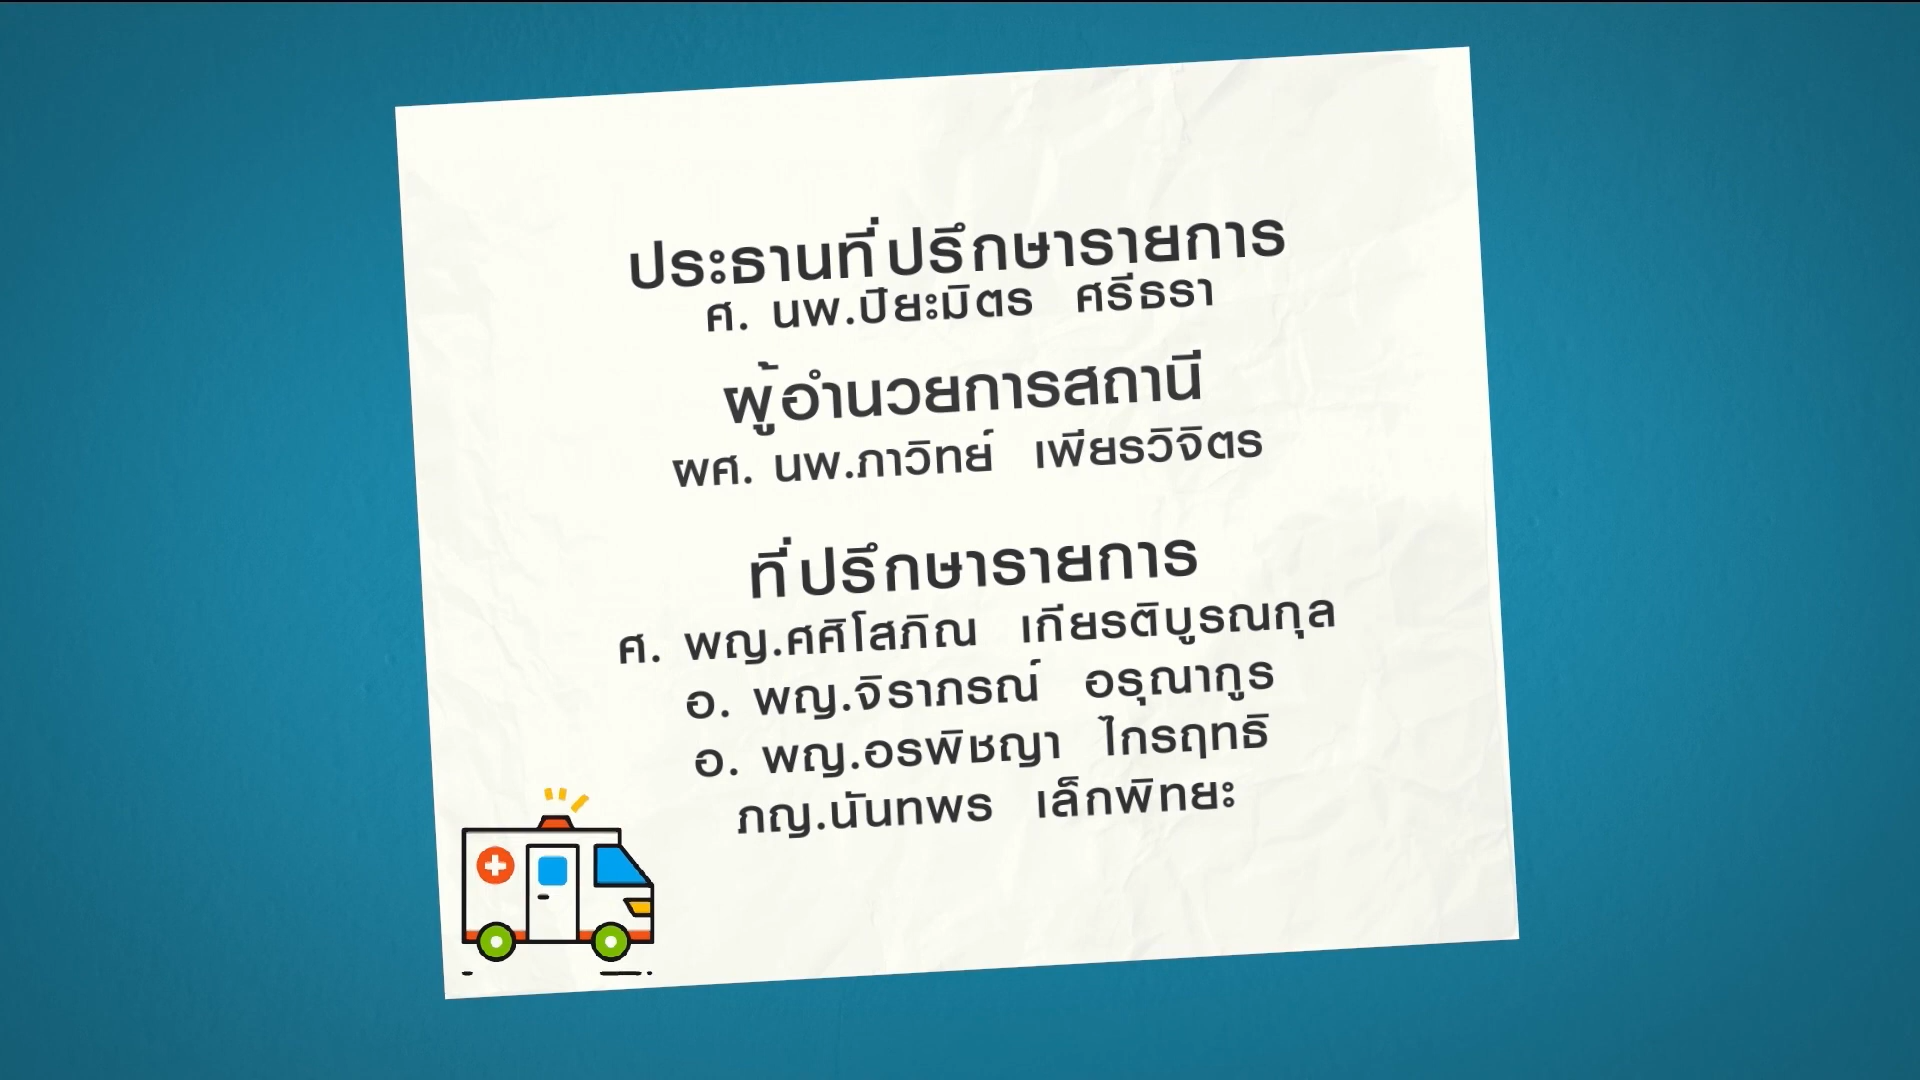 ประธานที่ปรึกษารายการ
ศ. นพ.ปิยะมิตร ศรีธรา
ผู้อำนวยการสถานี
ผศ. นพ.ภาวิทย์ เพียรวิจิตร
ที่ปรึกษารายการ
ศ. พญ.ศศิโสภิณ เกียรติบูรณกุล
อ. พญ.จิราภรณ์ อรุณากูร
อ. พญ.อรพิชญา ไกรฤทธิ์
ภญ.นันทพร เล็กพิทยะ